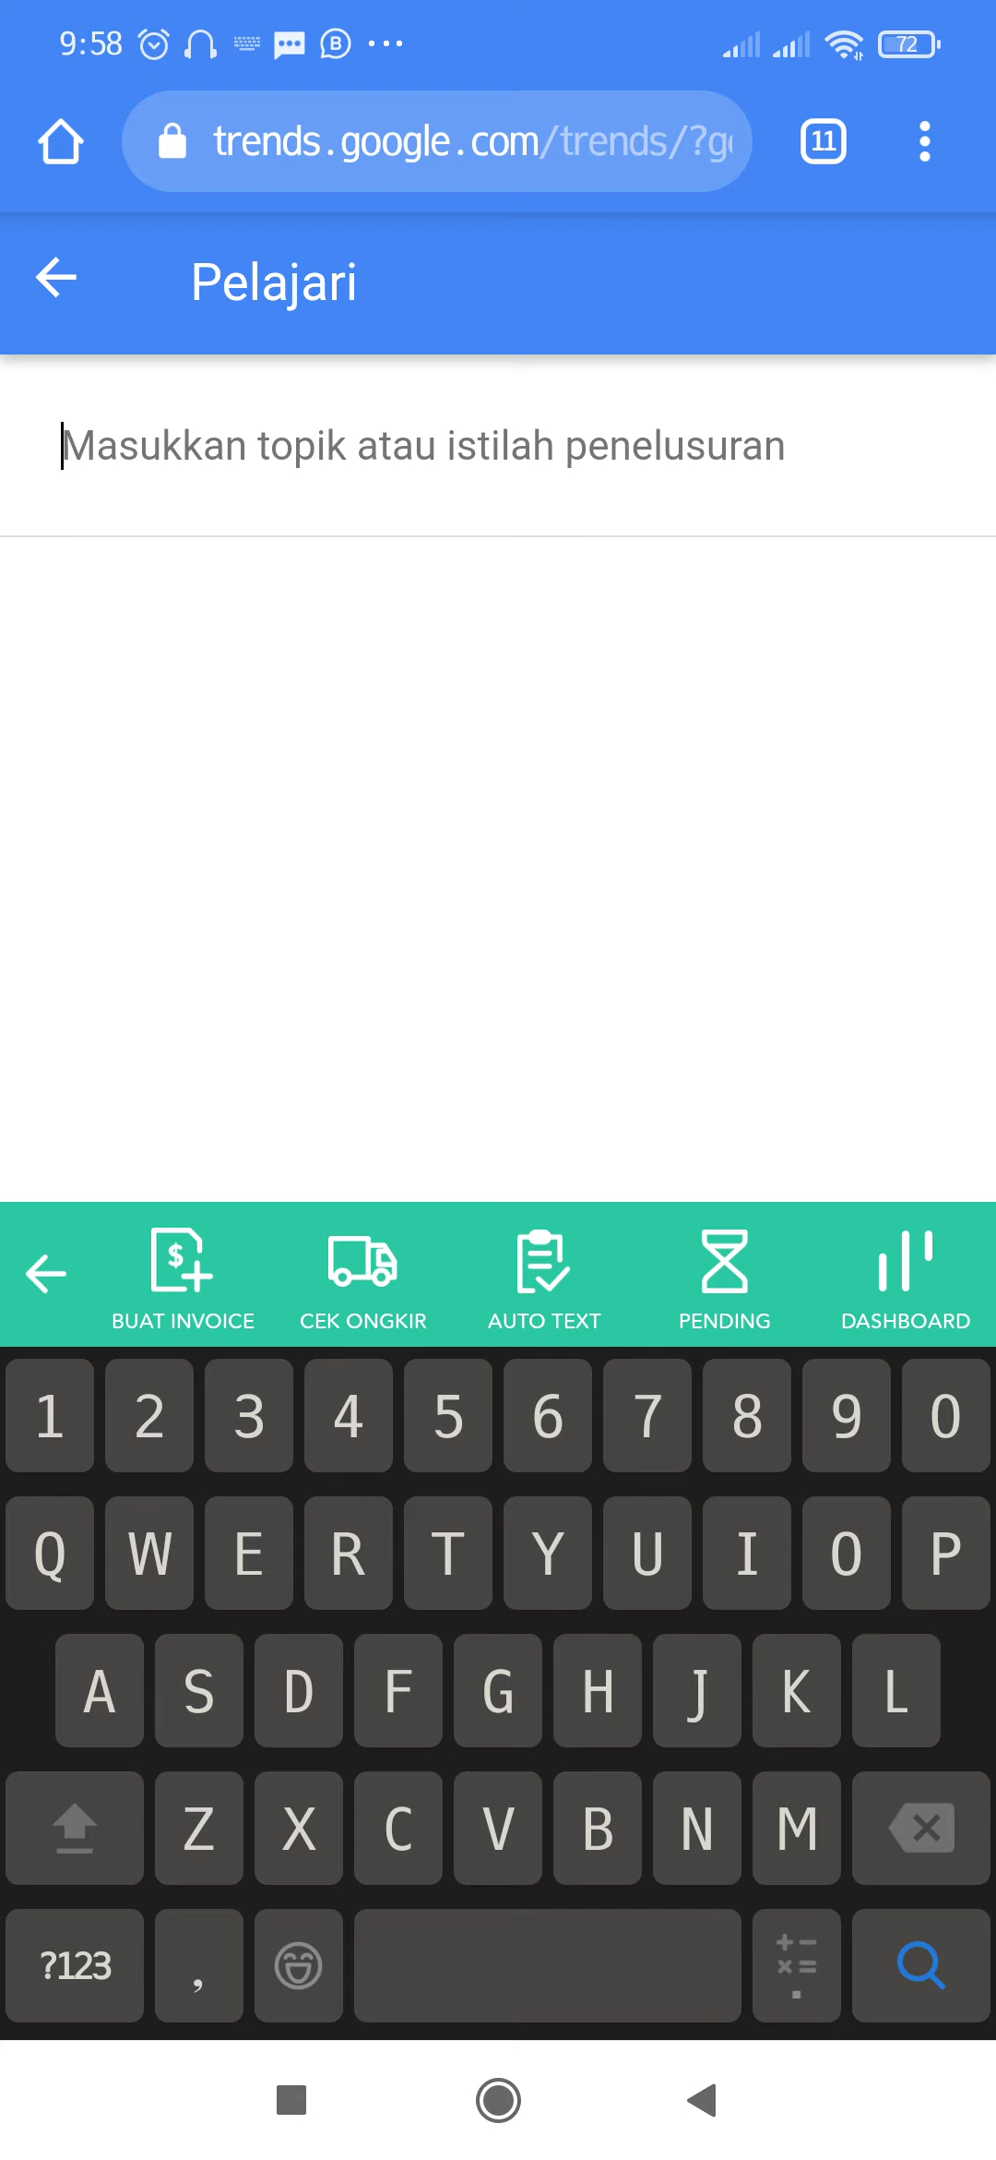 9:58 B 72
trends.google.com/trends/?g
11
Pelajari
Masukkan topik atau istilah penelusuran
$
BUAT INVOICE CEK ONGKIR AUTO TEXT PENDING DASHBOARD
1 2 3 4 5 6 7 8 9 0
Q W E R T Y U I O P
A S D F G H J K L
Z X C V B N M
?123 , + - × = .